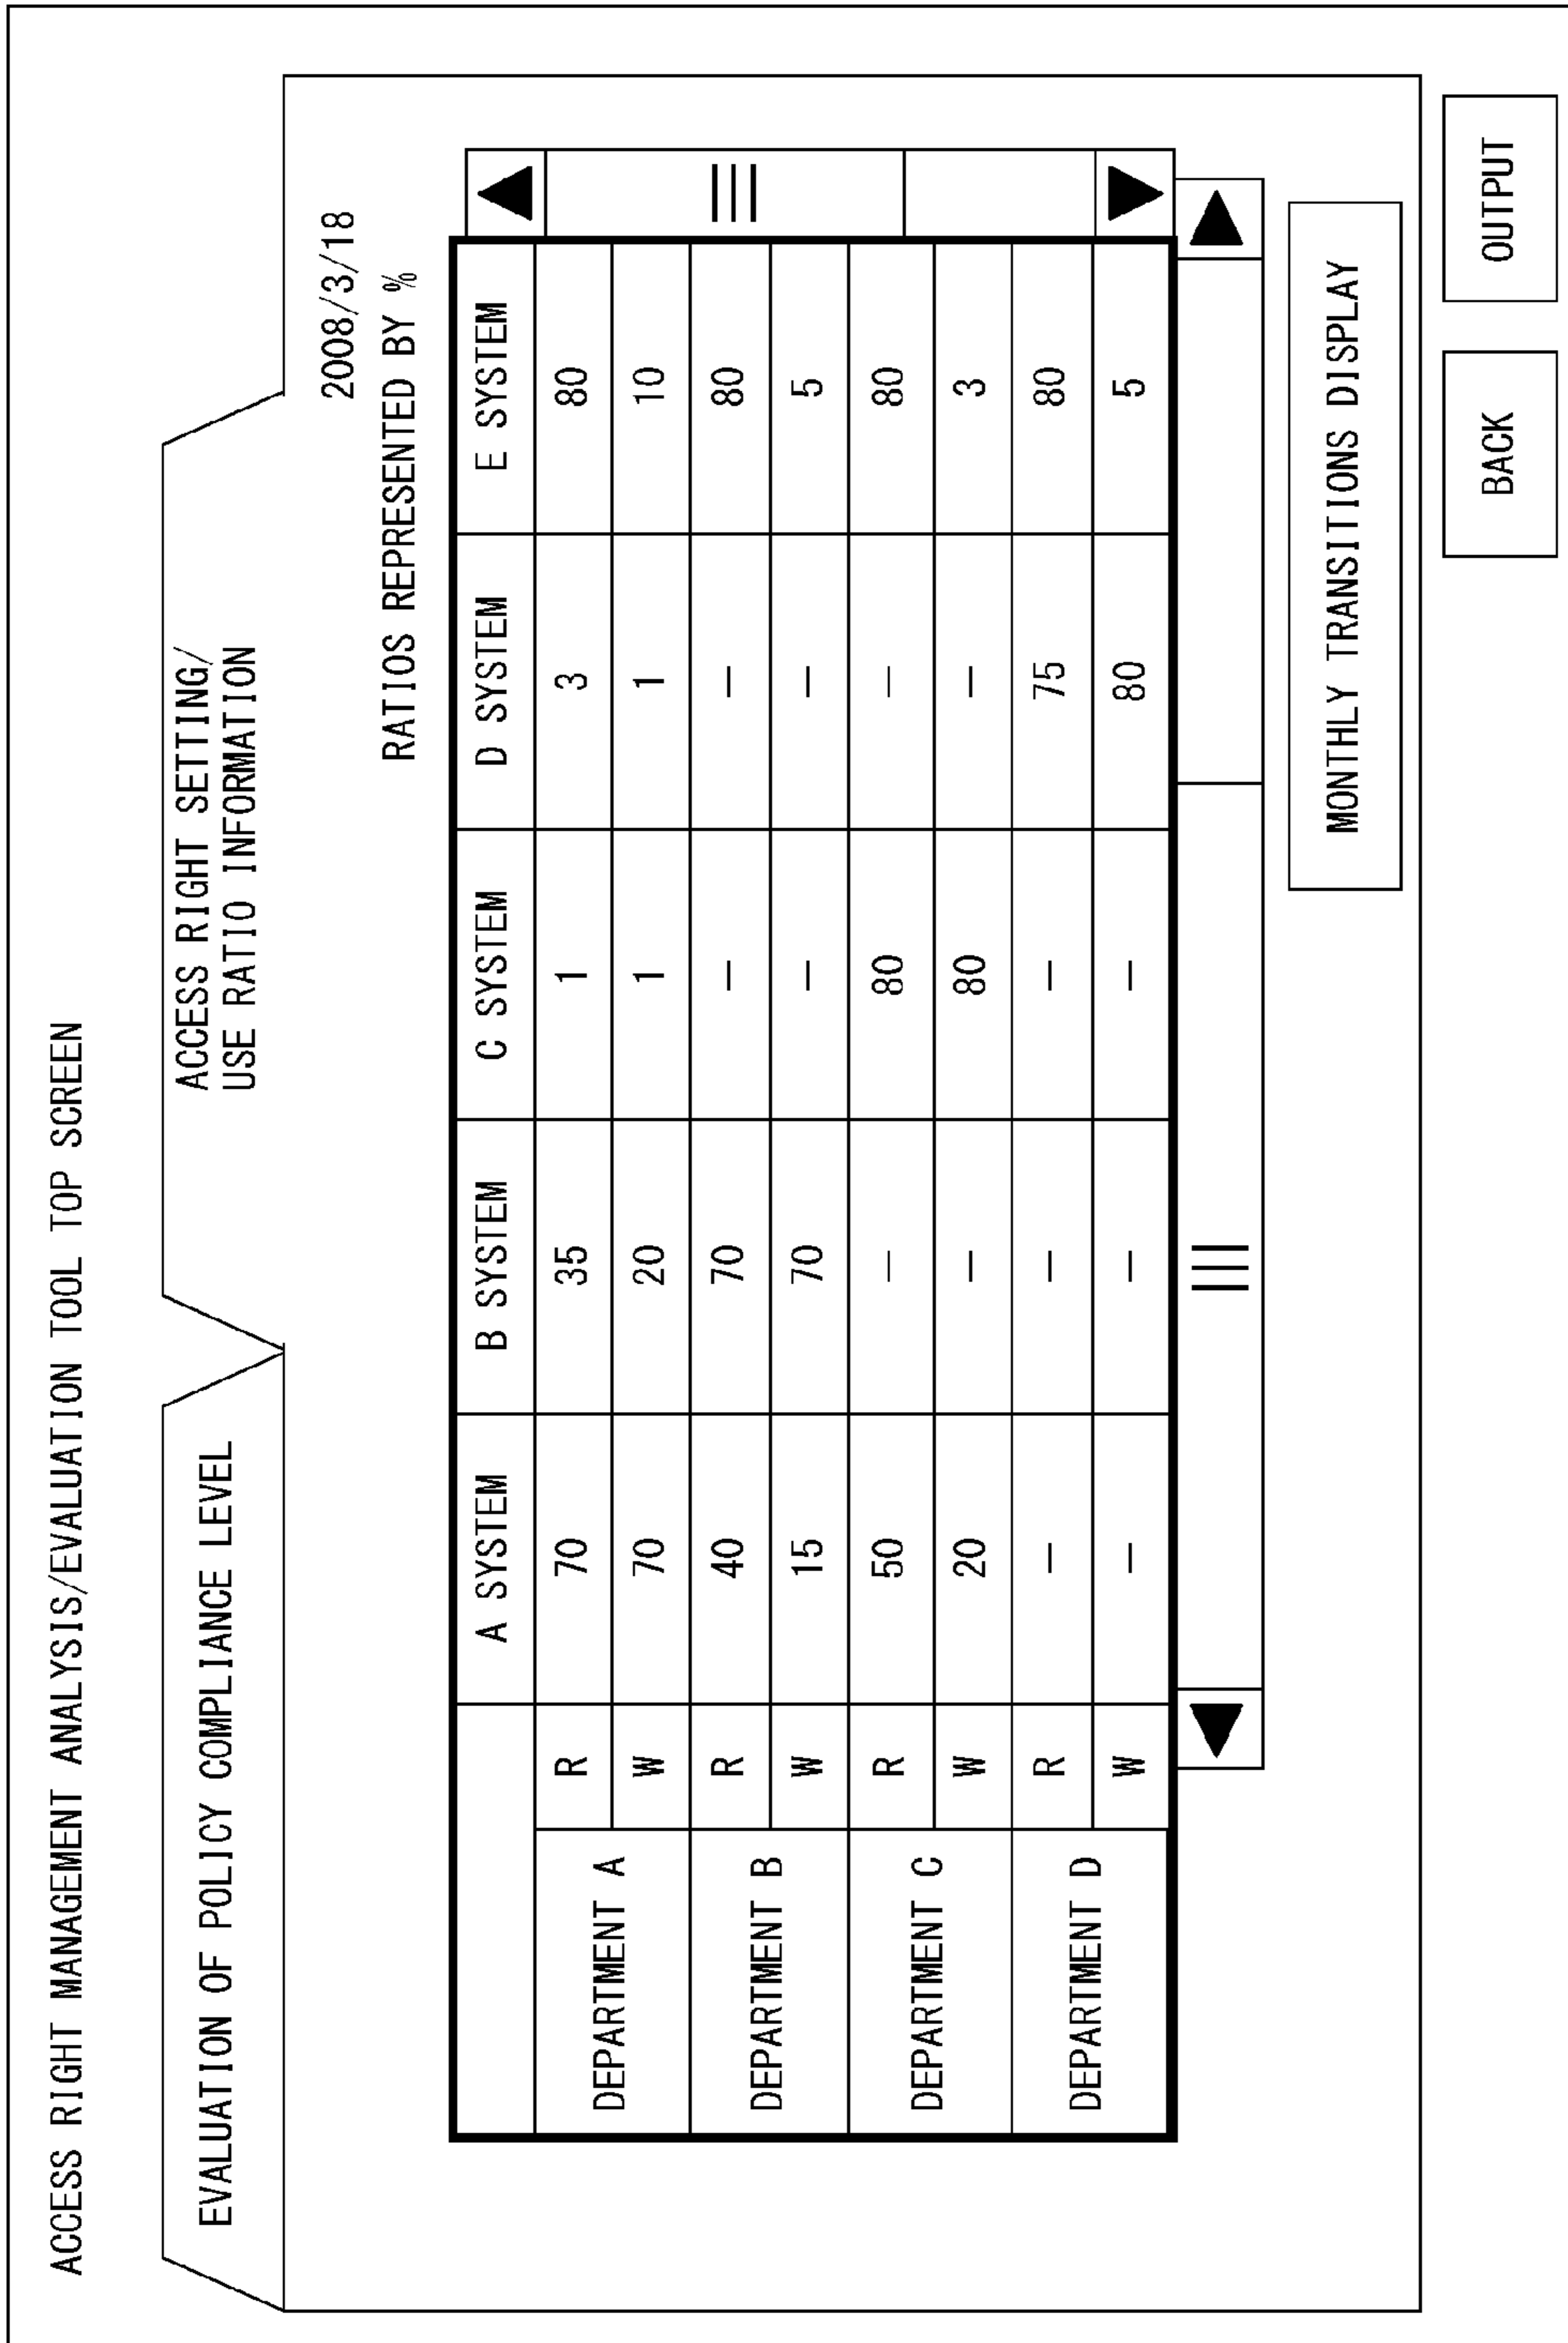 ACCESS RIGHT MANAGEMENT ANALYSIS/EVALUATION TOOL TOP SCREEN
EVALUATION OF POLICY COMPLIANCE LEVEL
ACCESS RIGHT SETTING/
USE RATIO INFORMATION
2008/3/18
RATIOS REPRESENTED BY %
A SYSTEM B SYSTEM C SYSTEM D SYSTEM E SYSTEM
DEPARTMENT A R 70 35 1 3 80
W 70 20 1 1 10
DEPARTMENT B R 40 70 – – 80
W 15 70 – – 5
DEPARTMENT C R 50 – 80 – 80
W 20 – 80 – 3
DEPARTMENT D R – – – 75 80
W – – – 80 5
MONTHLY TRANSITIONS DISPLAY
BACK OUTPUT